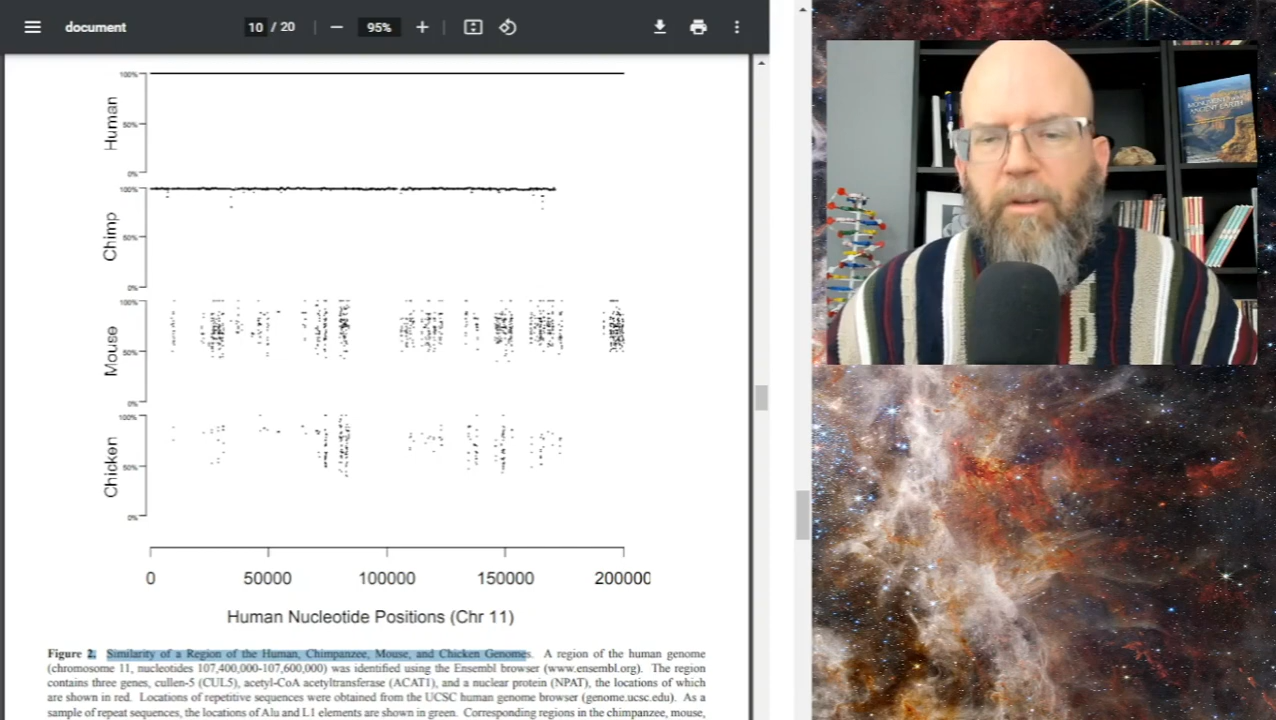 document
10 / 20
95%
100%
Human
50%
0%
100%
Chimp
50%
0%
100%
Mouse
50%
0%
100%
Chicken
50%
0%
0 50000 100000 150000 200000
Human Nucleotide Positions (Chr 11)
Figure 2. Similarity of a Region of the Human, Chimpanzee, Mouse, and Chicken Genomes. A region of the human genome
(chromosome 11, nucleotides 107,400,000-107,600,000) was identified using the Ensembl browser (www.ensembl.org). The region
contains three genes, cullen-5 (CUL5), acetyl-CoA acetyltransferase (ACAT1), and a nuclear protein (NPAT), the locations of which
are shown in red. Locations of repetitive sequences were obtained from the UCSC human genome browser (genome.ucsc.edu). As a
sample of repeat sequences, the locations of Alu and L1 elements are shown in green. Corresponding regions in the chimpanzee, mouse,
ANCIENT EARTH